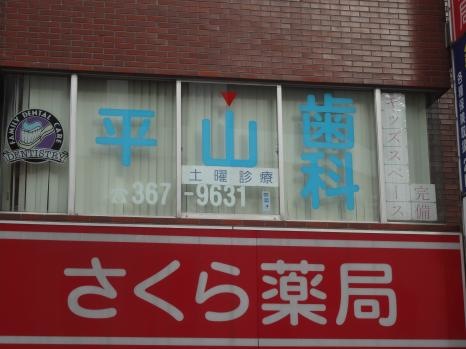 FAMILY DENTAL CARE
DENTISTRY
平山歯科
土曜診療
☎367-9631
キッズスペース
完備
さくら薬局